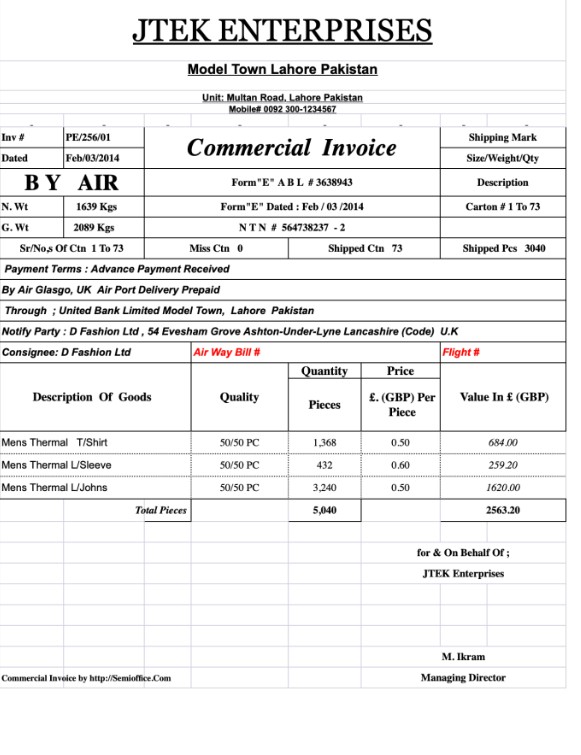 JTEK ENTERPRISES
Model Town Lahore Pakistan
Unit: Multan Road, Lahore Pakistan
Mobile# 0092 300-1234567
Inv # PE/256/01 Commercial Invoice Shipping Mark
Dated Feb/03/2014 Size/Weight/Qty
BY AIR Form"E" A B L # 3638943 Description
N. Wt 1639 Kgs Form"E" Dated : Feb / 03 /2014 Carton # 1 To 73
G. Wt 2089 Kgs N T N # 564738237 - 2
Sr/No,s Of Ctn 1 To 73 Miss Ctn 0 Shipped Ctn 73 Shipped Pcs 3040
Payment Terms : Advance Payment Received
By Air Glasgo, UK Air Port Delivery Prepaid
Through ; United Bank Limited Model Town, Lahore Pakistan
Notify Party : D Fashion Ltd , 54 Evesham Grove Ashton-Under-Lyne Lancashire (Code) U.K
Consignee: D Fashion Ltd Air Way Bill # Flight #
Quantity Price
Description Of Goods Quality Pieces £. (GBP) Per Piece Value In £ (GBP)
Mens Thermal T/Shirt 50/50 PC 1,368 0.50 684.00
Mens Thermal L/Sleeve 50/50 PC 432 0.60 259.20
Mens Thermal L/Johns 50/50 PC 3,240 0.50 1620.00
Total Pieces 5,040 2563.20
for & On Behalf Of ;
JTEK Enterprises
M. Ikram
Commercial Invoice by http://Semioffice.Com Managing Director